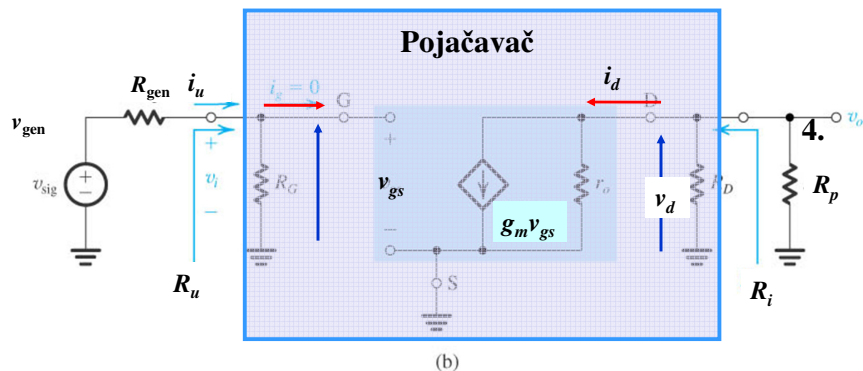 Pojačavač
R_gen
i_u
i_g = 0
G
i_d
D
v_gen
4.
v_o
+
+
v_sig
+
−
v_i
−
R_G
v_gs
r_o
v_d
R_D
R_p
g_m v_gs
−
R_u
S
R_i
(b)